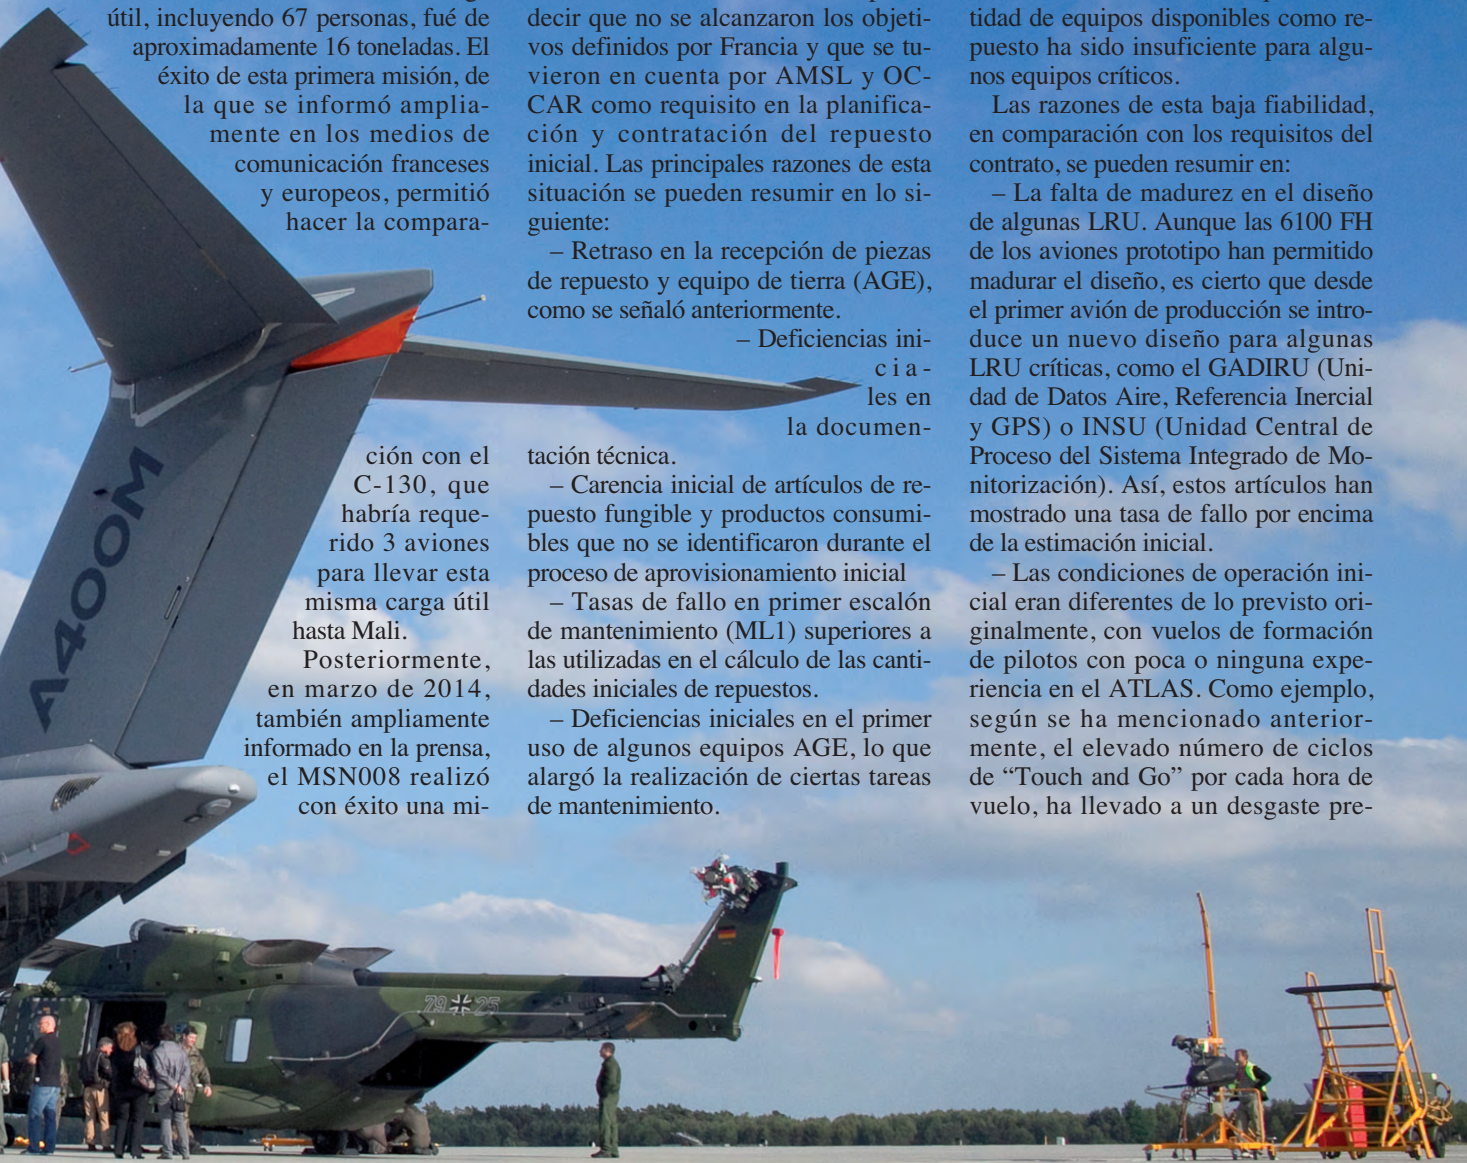 útil, incluyendo 67 personas, fué de
aproximadamente 16 toneladas. El
éxito de esta primera misión, de
la que se informó amplia-
mente en los medios de
comunicación franceses
y europeos, permitió
hacer la compara-
ción con el
C-130, que
habría reque-
rido 3 aviones
para llevar esta
misma carga útil
hasta Mali.
Posteriormente,
en marzo de 2014,
también ampliamente
informado en la prensa,
el MSN008 realizó
con éxito una mi-
decir que no se alcanzaron los objeti-
vos definidos por Francia y que se tu-
vieron en cuenta por AMSL y OC-
CAR como requisito en la planifica-
ción y contratación del repuesto
inicial. Las principales razones de esta
situación se pueden resumir en lo si-
guiente:
– Retraso en la recepción de piezas
de repuesto y equipo de tierra (AGE),
como se señaló anteriormente.
– Deficiencias ini-
cia-
les en
la documen-
tación técnica.
– Carencia inicial de artículos de re-
puesto fungible y productos consumi-
bles que no se identificaron durante el
proceso de aprovisionamiento inicial
– Tasas de fallo en primer escalón
de mantenimiento (ML1) superiores a
las utilizadas en el cálculo de las canti-
dades iniciales de repuestos.
– Deficiencias iniciales en el primer
uso de algunos equipos AGE, lo que
alargó la realización de ciertas tareas
de mantenimiento.
tidad de equipos disponibles como re-
puesto ha sido insuficiente para algu-
nos equipos críticos.
Las razones de esta baja fiabilidad,
en comparación con los requisitos del
contrato, se pueden resumir en:
– La falta de madurez en el diseño
de algunas LRU. Aunque las 6100 FH
de los aviones prototipo han permitido
madurar el diseño, es cierto que desde
el primer avión de producción se intro-
duce un nuevo diseño para algunas
LRU críticas, como el GADIRU (Uni-
dad de Datos Aire, Referencia Inercial
y GPS) o INSU (Unidad Central de
Proceso del Sistema Integrado de Mo-
nitorización). Así, estos artículos han
mostrado una tasa de fallo por encima
de la estimación inicial.
– Las condiciones de operación ini-
cial eran diferentes de lo previsto ori-
ginalmente, con vuelos de formación
de pilotos con poca o ninguna expe-
riencia en el ATLAS. Como ejemplo,
según se ha mencionado anterior-
mente, el elevado número de ciclos
de “Touch and Go” por cada hora de
vuelo, ha llevado a un desgaste pre-
A400M
79 25